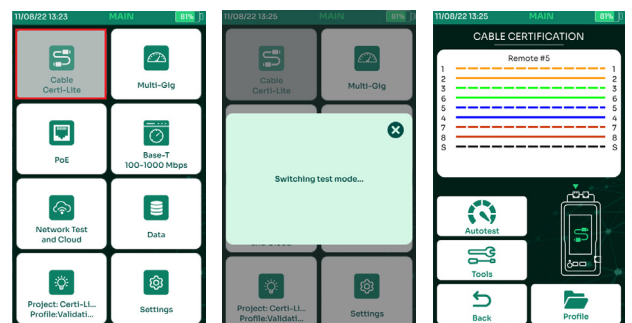 11/08/22 13:23 MAIN 81%
Cable
Certi-Lite
Multi-Gig
PoE
Base-T
100-1000 Mbps
Network Test
and Cloud
Data
Project: Certi-Li...
Profile:Validati...
Settings
11/08/22 13:25 MAIN 81%
Cable
Certi-Lite
Multi-Gig
Switching test mode...
and Cloud
Project: Certi-Li...
Profile:Validati...
Settings
11/08/22 13:25 MAIN 81%
CABLE CERTIFICATION
Remote #5
1 1
2 2
3 3
6 6
5 5
4 4
7 7
8 8
S S
Autotest
Tools
Back
Profile